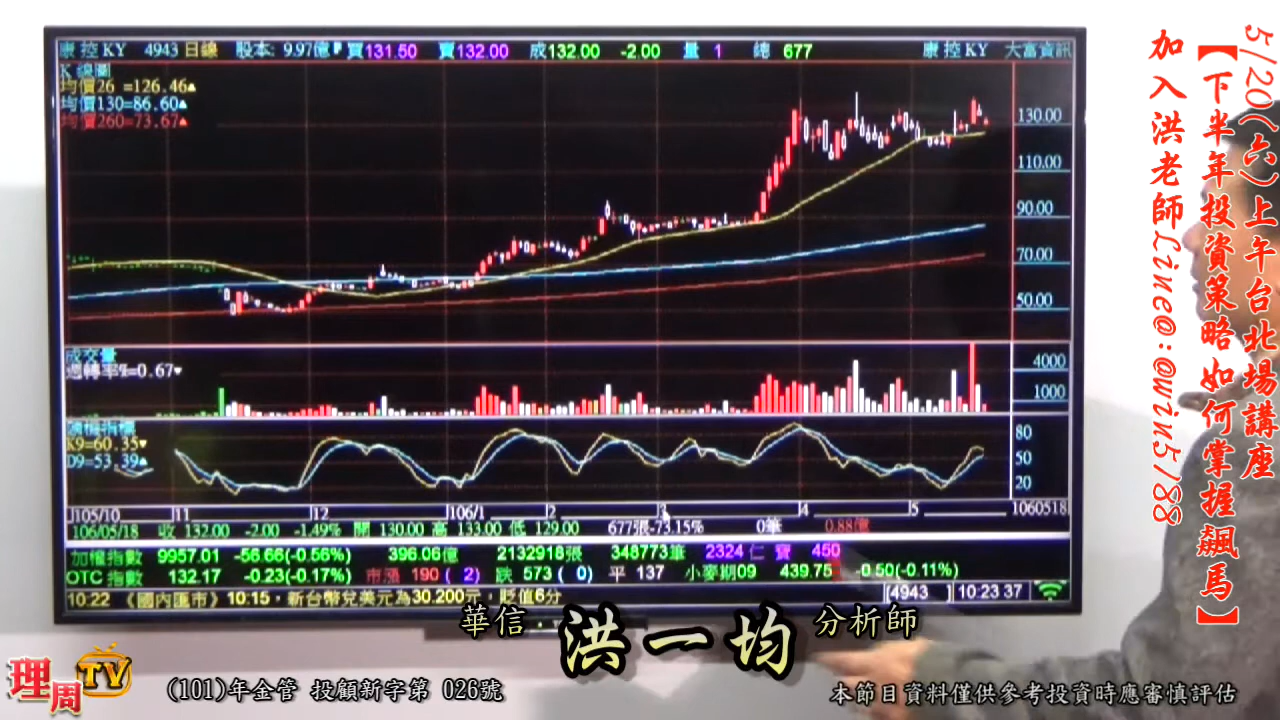 康控KY 4943 日線 股本: 9.97億 買131.50 賣132.00 成132.00 -2.00 量 1 總 677 康控KY 大富資訊
K線圖
均價26 =126.46▲
均價130=86.60▲
均價260=73.67▲
130.00
110.00
90.00
70.00
50.00
成交量
週轉率%=0.67▼
4000
1000
K9=60.35▼
D9=53.39▲
80
50
20
105/10 11 12 106/1 2 3 4 5 1060518
106/05/18 收 132.00 -2.00 -1.49% 開 130.00 高 133.00 低 129.00 677張-73.15% 0筆 0.88億
加權指數 9957.01 -56.66(-0.56%) 396.06億 2132918張 348773筆 2324 仁寶 450
OTC指數 132.17 -0.23(-0.17%) 市漲 190 ( 2) 跌 573 ( 0) 平 137 小麥期09 439.75 -0.50(-0.11%)
10:22 《國內匯市》10:15，新台幣兌美元為30.200元，貶值6分 [4943 ] 10:23 37
5/20(六)上午台北場講座
【下半年投資策略如何掌握飆馬】
加入洪老師Line@:@win5788
華信 洪一均 分析師
理周TV
(101)年金管 投顧新字第 026號
本節目資料僅供參考投資時應審慎評估